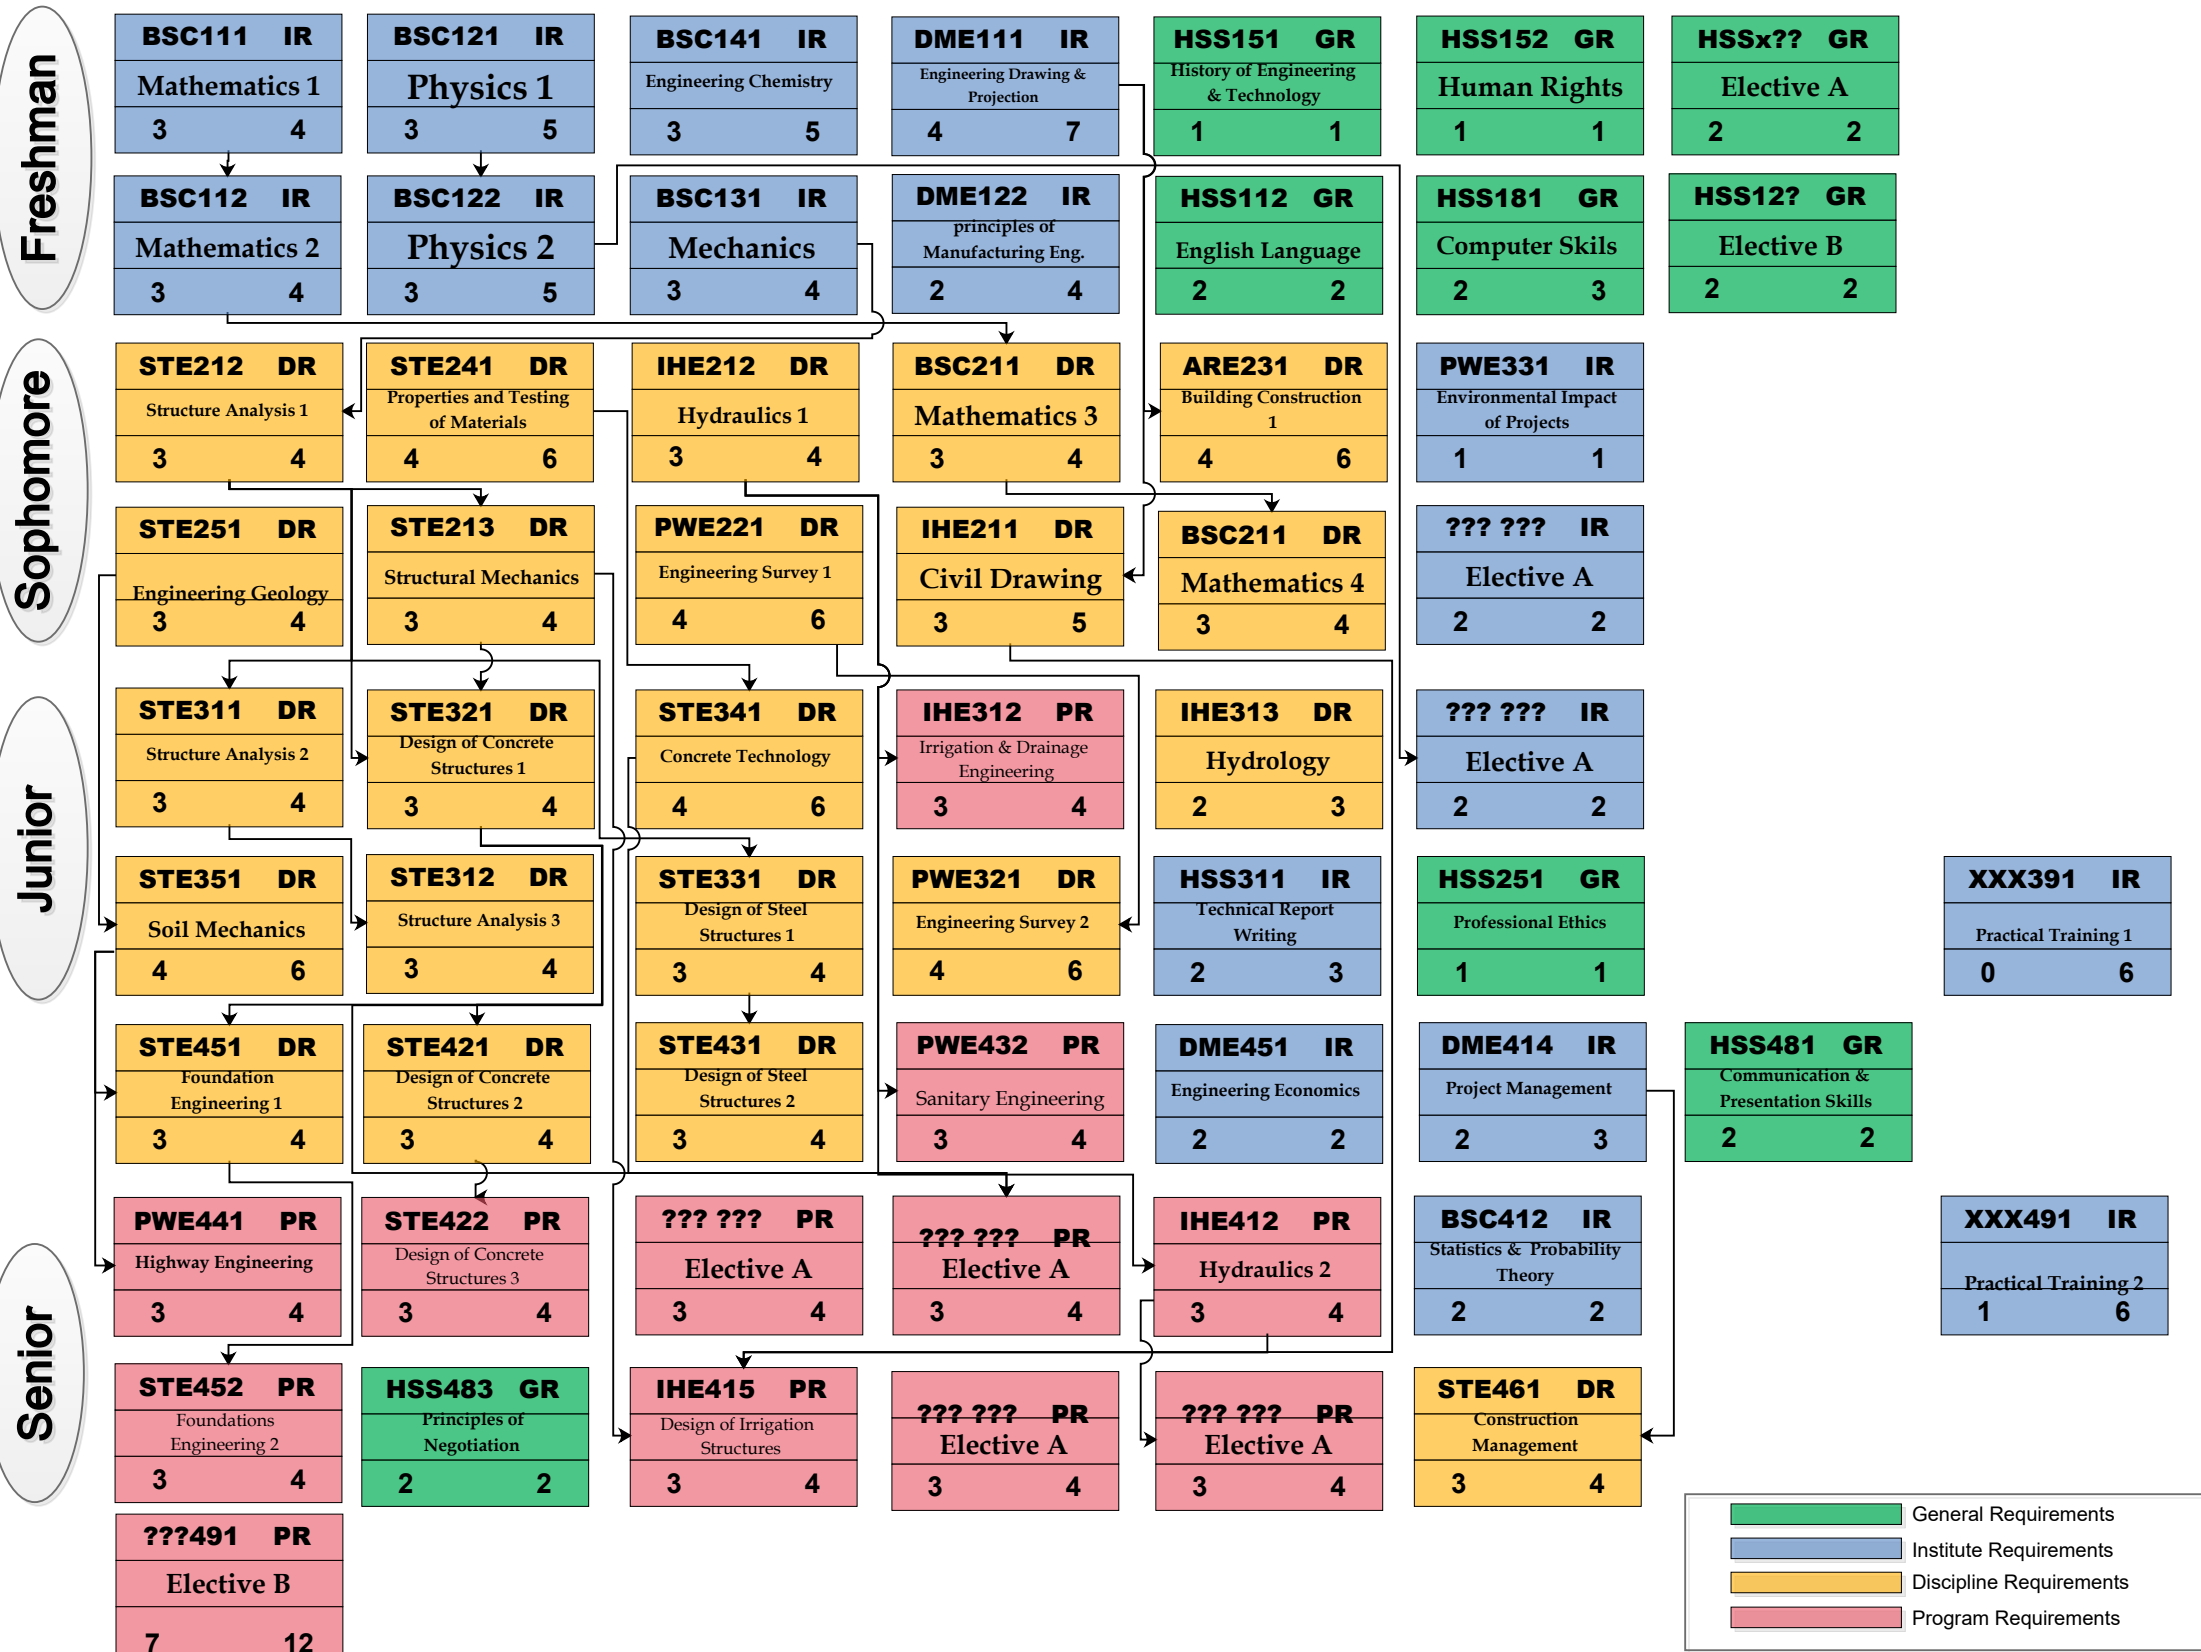 Freshman
BSC111 IR
Mathematics 1
3 4
BSC121 IR
Physics 1
3 5
BSC141 IR
Engineering Chemistry
3 5
DME111 IR
Engineering Drawing &
Projection
4 7
HSS151 GR
History of Engineering
& Technology
1 1
HSS152 GR
Human Rights
1 1
HSSx?? GR
Elective A
2 2
BSC112 IR
Mathematics 2
3 4
BSC122 IR
Physics 2
3 5
BSC131 IR
Mechanics
3 4
DME122 IR
principles of
Manufacturing Eng.
2 4
HSS112 GR
English Language
2 2
HSS181 GR
Computer Skils
2 3
HSS12? GR
Elective B
2 2
Sophomore
STE212 DR
Structure Analysis 1
3 4
STE241 DR
Properties and Testing
of Materials
4 6
IHE212 DR
Hydraulics 1
3 4
BSC211 DR
Mathematics 3
3 4
ARE231 DR
Building Construction
1
4 6
PWE331 IR
Environmental Impact
of Projects
1 1
STE251 DR
Engineering Geology
3 4
STE213 DR
Structural Mechanics
3 4
PWE221 DR
Engineering Survey 1
4 6
IHE211 DR
Civil Drawing
3 5
BSC211 DR
Mathematics 4
3 4
??? ??? IR
Elective A
2 2
Junior
STE311 DR
Structure Analysis 2
3 4
STE321 DR
Design of Concrete
Structures 1
3 4
STE341 DR
Concrete Technology
4 6
IHE312 PR
Irrigation & Drainage
Engineering
3 4
IHE313 DR
Hydrology
2 3
??? ??? IR
Elective A
2 2
STE351 DR
Soil Mechanics
4 6
STE312 DR
Structure Analysis 3
3 4
STE331 DR
Design of Steel
Structures 1
3 4
PWE321 DR
Engineering Survey 2
4 6
HSS311 IR
Technical Report
Writing
2 3
HSS251 GR
Professional Ethics
1 1
XXX391 IR
Practical Training 1
0 6
Senior
STE451 DR
Foundation
Engineering 1
3 4
STE421 DR
Design of Concrete
Structures 2
3 4
STE431 DR
Design of Steel
Structures 2
3 4
PWE432 PR
Sanitary Engineering
3 4
DME451 IR
Engineering Economics
2 2
DME414 IR
Project Management
2 3
HSS481 GR
Communication &
Presentation Skills
2 2
PWE441 PR
Highway Engineering
3 4
STE422 PR
Design of Concrete
Structures 3
3 4
??? ??? PR
Elective A
3 4
??? ??? PR
Elective A
3 4
IHE412 PR
Hydraulics 2
3 4
BSC412 IR
Statistics & Probability
Theory
2 2
XXX491 IR
Practical Training 2
1 6
STE452 PR
Foundations
Engineering 2
3 4
HSS483 GR
Principles of
Negotiation
2 2
IHE415 PR
Design of Irrigation
Structures
3 4
??? ??? PR
Elective A
3 4
??? ??? PR
Elective A
3 4
STE461 DR
Construction
Management
3 4
???491 PR
Elective B
7 12
General Requirements
Institute Requirements
Discipline Requirements
Program Requirements